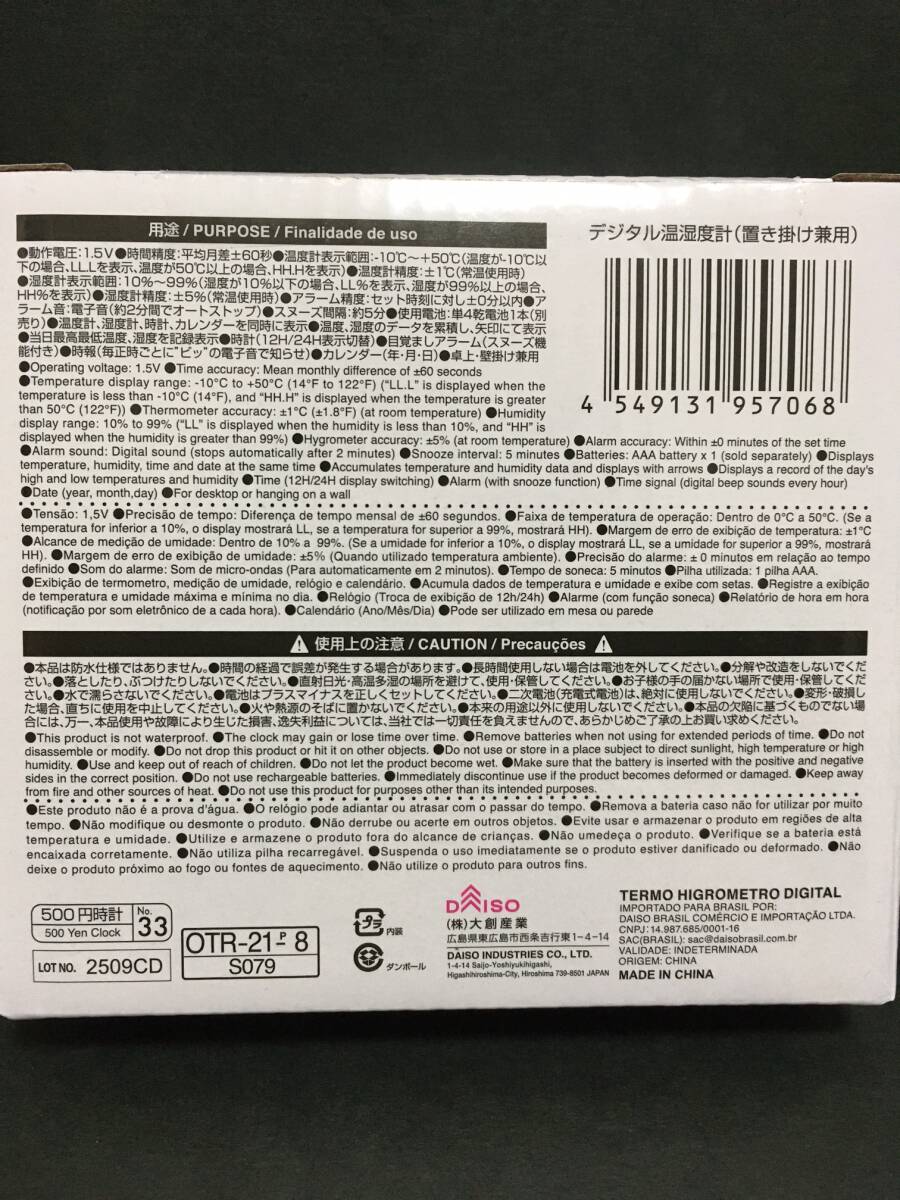 用途 / PURPOSE / Finalidade de uso
デジタル温湿度計(置き掛け兼用)
●動作電圧:1.5V●時間精度:平均月差±60秒●温度計表示範囲:-10℃~+50℃(温度が-10℃以
下の場合、LL.Lを表示、温度が50℃以上の場合、HH.Hを表示)●温度計精度:±1℃(常温使用時)
●湿度計表示範囲:10%~99%(湿度が10%以下の場合、LL%を表示、湿度が99%以上の場合、
HH%を表示)●湿度計精度:±5%(常温使用時)●アラーム精度:セット時刻に対し±0分以内●ア
ラーム音:電子音(約2分間でオートストップ)●スヌーズ間隔:約5分●使用電池:単4乾電池1本(別
売り)●温度計、湿度計、時計、カレンダーを同時に表示●温度、湿度のデータを累積し、矢印にて表示
●当日最高最低温度、湿度を記録表示●時計(12H/24H表示切替)●目覚ましアラーム(スヌーズ機
能付き)●時報(毎正時ごとに"ピッ"の電子音で知らせ)●カレンダー(年・月・日)●卓上・壁掛け兼用
4 549131 957068
●Operating voltage: 1.5V ●Time accuracy: Mean monthly difference of ±60 seconds
●Temperature display range: -10°C to +50°C (14°F to 122°F) ("LL.L" is displayed when the
temperature is less than -10°C (14°F), and "HH.H" is displayed when the temperature is greater
than 50°C (122°F)) ●Thermometer accuracy: ±1°C (±1.8°F) (at room temperature) ●Humidity
display range: 10% to 99% ("LL" is displayed when the humidity is less than 10%, and "HH" is
displayed when the humidity is greater than 99%) ●Hygrometer accuracy: ±5% (at room temperature) ●Alarm accuracy: Within ±0 minutes of the set time
●Alarm sound: Digital sound (stops automatically after 2 minutes) ●Snooze interval: 5 minutes ●Batteries: AAA battery x 1 (sold separately) ●Displays
temperature, humidity, time and date at the same time ●Accumulates temperature and humidity data and displays with arrows ●Displays a record of the day's
high and low temperatures and humidity ●Time (12H/24H display switching) ●Alarm (with snooze function) ●Time signal (digital beep sounds every hour)
●Date (year, month,day) ●For desktop or hanging on a wall
●Tensão: 1,5V ●Precisão de tempo: Diferença de tempo mensal de ±60 segundos. ●Faixa de temperatura de operação: Dentro de 0°C a 50°C. (Se a
temperatura for inferior a 10%, o display mostrará LL, se a temperatura for superior a 99%, mostrará HH). ●Margem de erro de exibição de temperatura: ±1°C
●Alcance de medição de umidade: Dentro de 10% a 99%. (Se a umidade for inferior a 10%, o display mostrará LL, se a umidade for superior a 99%, mostrará
HH). ●Margem de erro de exibição de umidade: ±5% (Quando utilizado temperatura ambiente). ●Precisão do alarme: ± 0 minutos em relação ao tempo
definido ●Som do alarme: Som de micro-ondas (Para automaticamente em 2 minutos). ●Tempo de soneca: 5 minutos ●Pilha utilizada: 1 pilha AAA.
●Exibição de termometro, medição de umidade, relógio e calendário. ●Acumula dados de temperatura e umidade e exibe com setas. ●Registre a exibição
de temperatura e umidade máxima e mínima no dia. ●Relógio (Troca de exibição de 12h/24h) ●Alarme (com função soneca) ●Relatório de hora em hora
(notificação por som eletrônico de a cada hora). ●Calendário (Ano/Mês/Dia) ●Pode ser utilizado em mesa ou parede
使用上の注意 / CAUTION / Precauções
●本品は防水仕様ではありません。●時間の経過で誤差が発生する場合があります。●長時間使用しない場合は電池を外してください。●分解や改造をしないでくだ
さい。●落としたり、ぶつけたりしないでください。●直射日光・高温多湿の場所を避けて、使用・保管してください。●お子様の手の届かない場所で使用・保管してくだ
さい。●水で濡らさないでください。●電池はプラスマイナスを正しくセットしてください。●二次電池(充電式電池)は、絶対に使用しないでください。●変形・破損し
た場合、直ちに使用を中止してください。●火や熱源のそばに置かないでください。●本来の用途以外に使用しないでください。●本品の欠陥に基づくものでない場
合には、万一、本品使用や故障により生じた損害、逸失利益については、当社では一切責任を負えませんので、あらかじめご了承の上お買い求めください。
●This product is not waterproof. ●The clock may gain or lose time over time. ●Remove batteries when not using for extended periods of time. ●Do not
disassemble or modify. ●Do not drop this product or hit it on other objects. ●Do not use or store in a place subject to direct sunlight, high temperature or high
humidity. ●Use and keep out of reach of children. ●Do not let the product become wet. ●Make sure that the battery is inserted with the positive and negative
sides in the correct position. ●Do not use rechargeable batteries. ●Immediately discontinue use if the product becomes deformed or damaged. ●Keep away
from fire and other sources of heat. ●Do not use this product for purposes other than its intended purposes.
●Este produto não é a prova d'água. ●O relógio pode adiantar ou atrasar com o passar do tempo. ●Remova a bateria caso não for utilizar por muito
tempo. ●Não modifique ou desmonte o produto. ●Não derrube ou acerte em outros objetos. ●Evite usar e armazenar o produto em regiões de alta
temperatura e umidade. ●Utilize e armazene o produto fora do alcance de crianças. ●Não umedeça o produto. ●Verifique se a bateria está
encaixada corretamente. ●Não utiliza pilha recarregável. ●Suspenda o uso imediatamente se o produto estiver danificado ou deformado. ●Não
deixe o produto próximo ao fogo ou fontes de aquecimento. ●Não utilize o produto para outros fins.
500円時計
500 Yen Clock
No.
33
LOT NO. 2509CD
OTR-21-P 8
S079
プラ 内装
ダンボール
DAISO
(株)大創産業
広島県東広島市西条吉行東1-4-14
DAISO INDUSTRIES CO., LTD.
1-4-14 Saijo-Yoshiyukihigashi,
Higashihiroshima-City, Hiroshima 739-8501 JAPAN
TERMO HIGROMETRO DIGITAL
IMPORTADO PARA BRASIL POR:
DAISO BRASIL COMÉRCIO E IMPORTAÇÃO LTDA.
CNPJ:14.987.685/0001-16
SAC(BRASIL): sac@daisobrasil.com.br
VALIDADE: INDETERMINADA
ORIGEM: CHINA
MADE IN CHINA